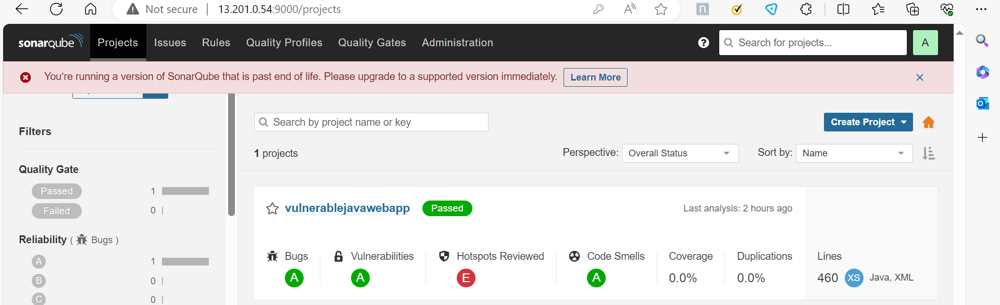 Not secure | 13.201.0.54:9000/projects
sonarqube Projects Issues Rules Quality Profiles Quality Gates Administration Search for projects... A
You’re running a version of SonarQube that is past end of life. Please upgrade to a supported version immediately. Learn More
Search by project name or key Create Project
Filters
1 projects Perspective: Overall Status Sort by: Name
Quality Gate
Passed 1
Failed 0
Reliability ( Bugs )
A 1
B 0
C 0
vulnerablejavawebapp Passed Last analysis: 2 hours ago
Bugs Vulnerabilities Hotspots Reviewed Code Smells Coverage Duplications Lines
A A E A 0.0% 0.0% 460 XS Java, XML